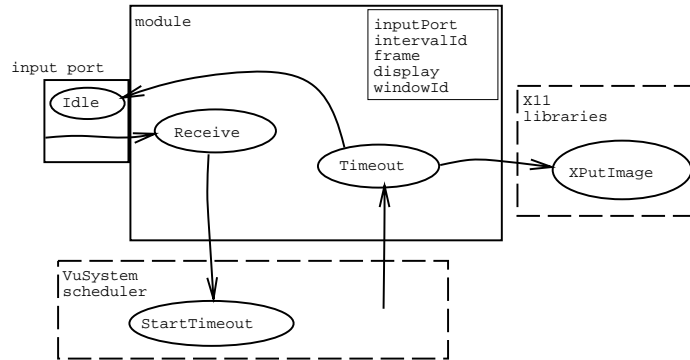 module
inputPort
intervalId
frame
display
windowId
input port
Idle
Receive
Timeout
X11
libraries
XPutImage
VuSystem
scheduler
StartTimeout